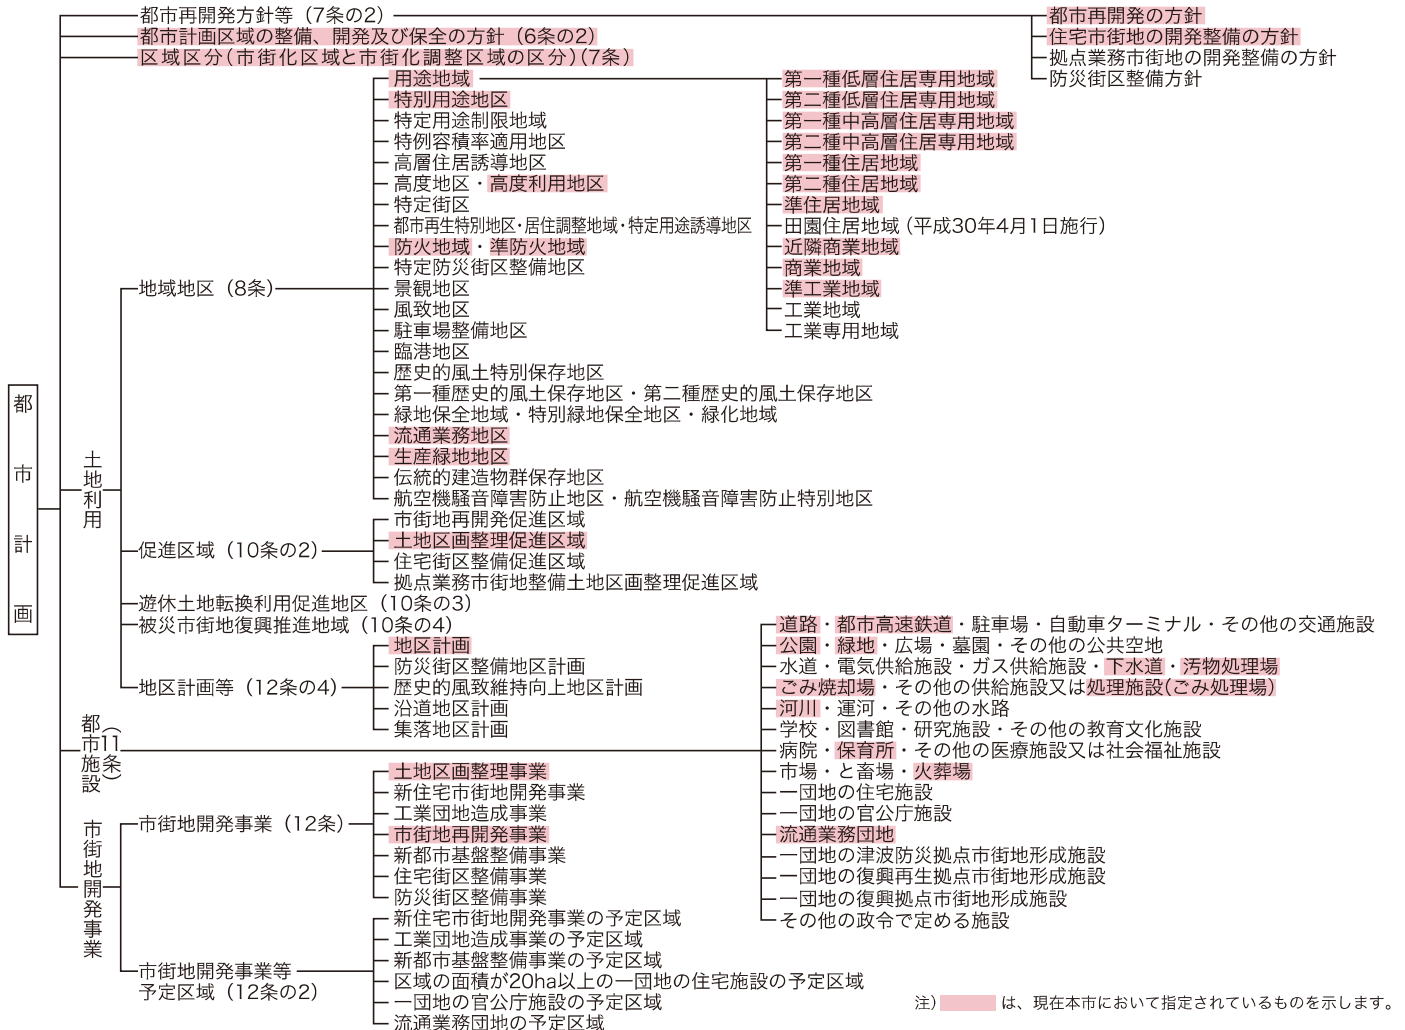 都市計画
都市再開発方針等（7条の2）
都市再開発の方針
住宅市街地の開発整備の方針
拠点業務市街地の開発整備の方針
防災街区整備方針
都市計画区域の整備、開発及び保全の方針（6条の2）
区域区分（市街化区域と市街化調整区域の区分）（7条）
土地利用
地域地区（8条）
用途地域
第一種低層住居専用地域
第二種低層住居専用地域
第一種中高層住居専用地域
第二種中高層住居専用地域
第一種住居地域
第二種住居地域
準住居地域
田園住居地域（平成30年4月1日施行）
近隣商業地域
商業地域
準工業地域
工業地域
工業専用地域
特別用途地区
特定用途制限地域
特例容積率適用地区
高層住居誘導地区
高度地区・高度利用地区
特定街区
都市再生特別地区・居住調整地域・特定用途誘導地区
防火地域・準防火地域
特定防災街区整備地区
景観地区
風致地区
駐車場整備地区
臨港地区
歴史的風土特別保存地区
第一種歴史的風土保存地区・第二種歴史的風土保存地区
緑地保全地域・特別緑地保全地区・緑化地域
流通業務地区
生産緑地地区
伝統的建造物群保存地区
航空機騒音障害防止地区・航空機騒音障害防止特別地区
促進区域（10条の2）
市街地再開発促進区域
土地区画整理促進区域
住宅街区整備促進区域
拠点業務市街地整備土地区画整理促進区域
遊休土地転換利用促進地区（10条の3）
被災市街地復興推進地域（10条の4）
地区計画等（12条の4）
地区計画
防災街区整備地区計画
歴史的風致維持向上地区計画
沿道地区計画
集落地区計画
都市施設（11条）
道路・都市高速鉄道・駐車場・自動車ターミナル・その他の交通施設
公園・緑地・広場・墓園・その他の公共空地
水道・電気供給施設・ガス供給施設・下水道・汚物処理場
ごみ焼却場・その他の供給施設又は処理施設（ごみ処理場）
河川・運河・その他の水路
学校・図書館・研究施設・その他の教育文化施設
病院・保育所・その他の医療施設又は社会福祉施設
市場・と畜場・火葬場
一団地の住宅施設
一団地の官公庁施設
流通業務団地
一団地の津波防災拠点市街地形成施設
一団地の復興再生拠点市街地形成施設
一団地の復興拠点市街地形成施設
その他の政令で定める施設
市街地開発事業
市街地開発事業（12条）
土地区画整理事業
新住宅市街地開発事業
工業団地造成事業
市街地再開発事業
新都市基盤整備事業
住宅街区整備事業
防災街区整備事業
市街地開発事業等
予定区域（12条の2）
新住宅市街地開発事業の予定区域
工業団地造成事業の予定区域
新都市基盤整備事業の予定区域
区域の面積が20ha以上の一団地の住宅施設の予定区域
一団地の官公庁施設の予定区域
流通業務団地の予定区域
注） は、現在本市において指定されているものを示します。